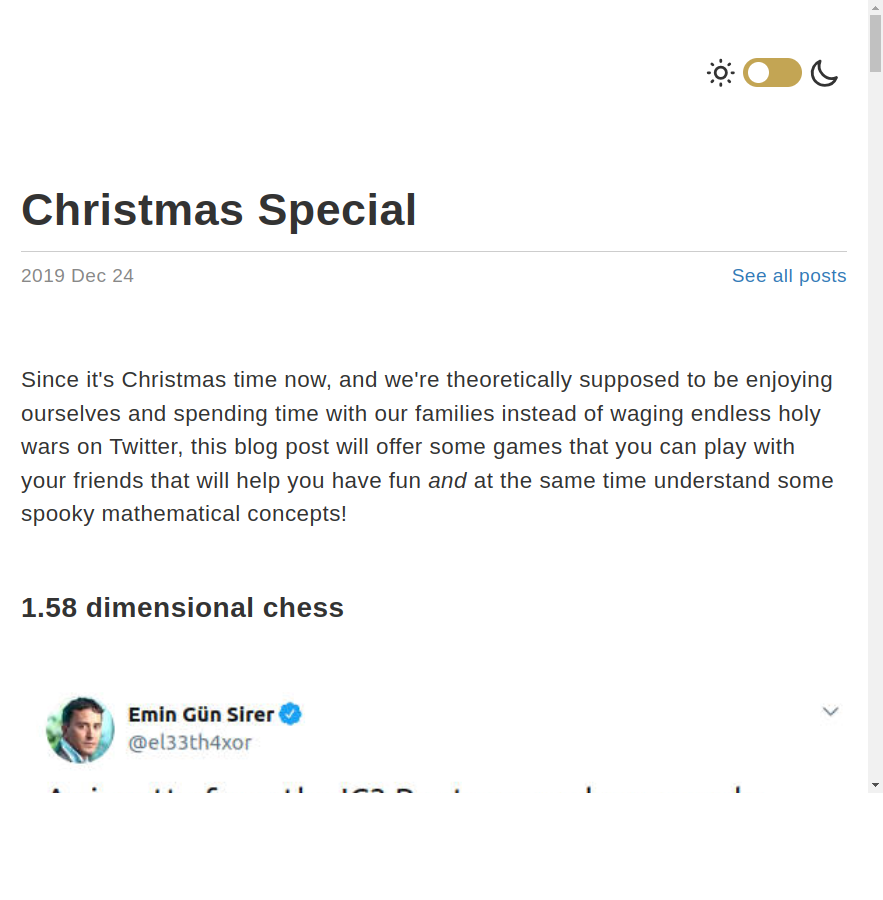 Christmas Special
2019 Dec 24
See all posts
Since it's Christmas time now, and we're theoretically supposed to be enjoying
ourselves and spending time with our families instead of waging endless holy
wars on Twitter, this blog post will offer some games that you can play with
your friends that will help you have fun and at the same time understand some
spooky mathematical concepts!
1.58 dimensional chess
Emin Gün Sirer
@el33th4xor